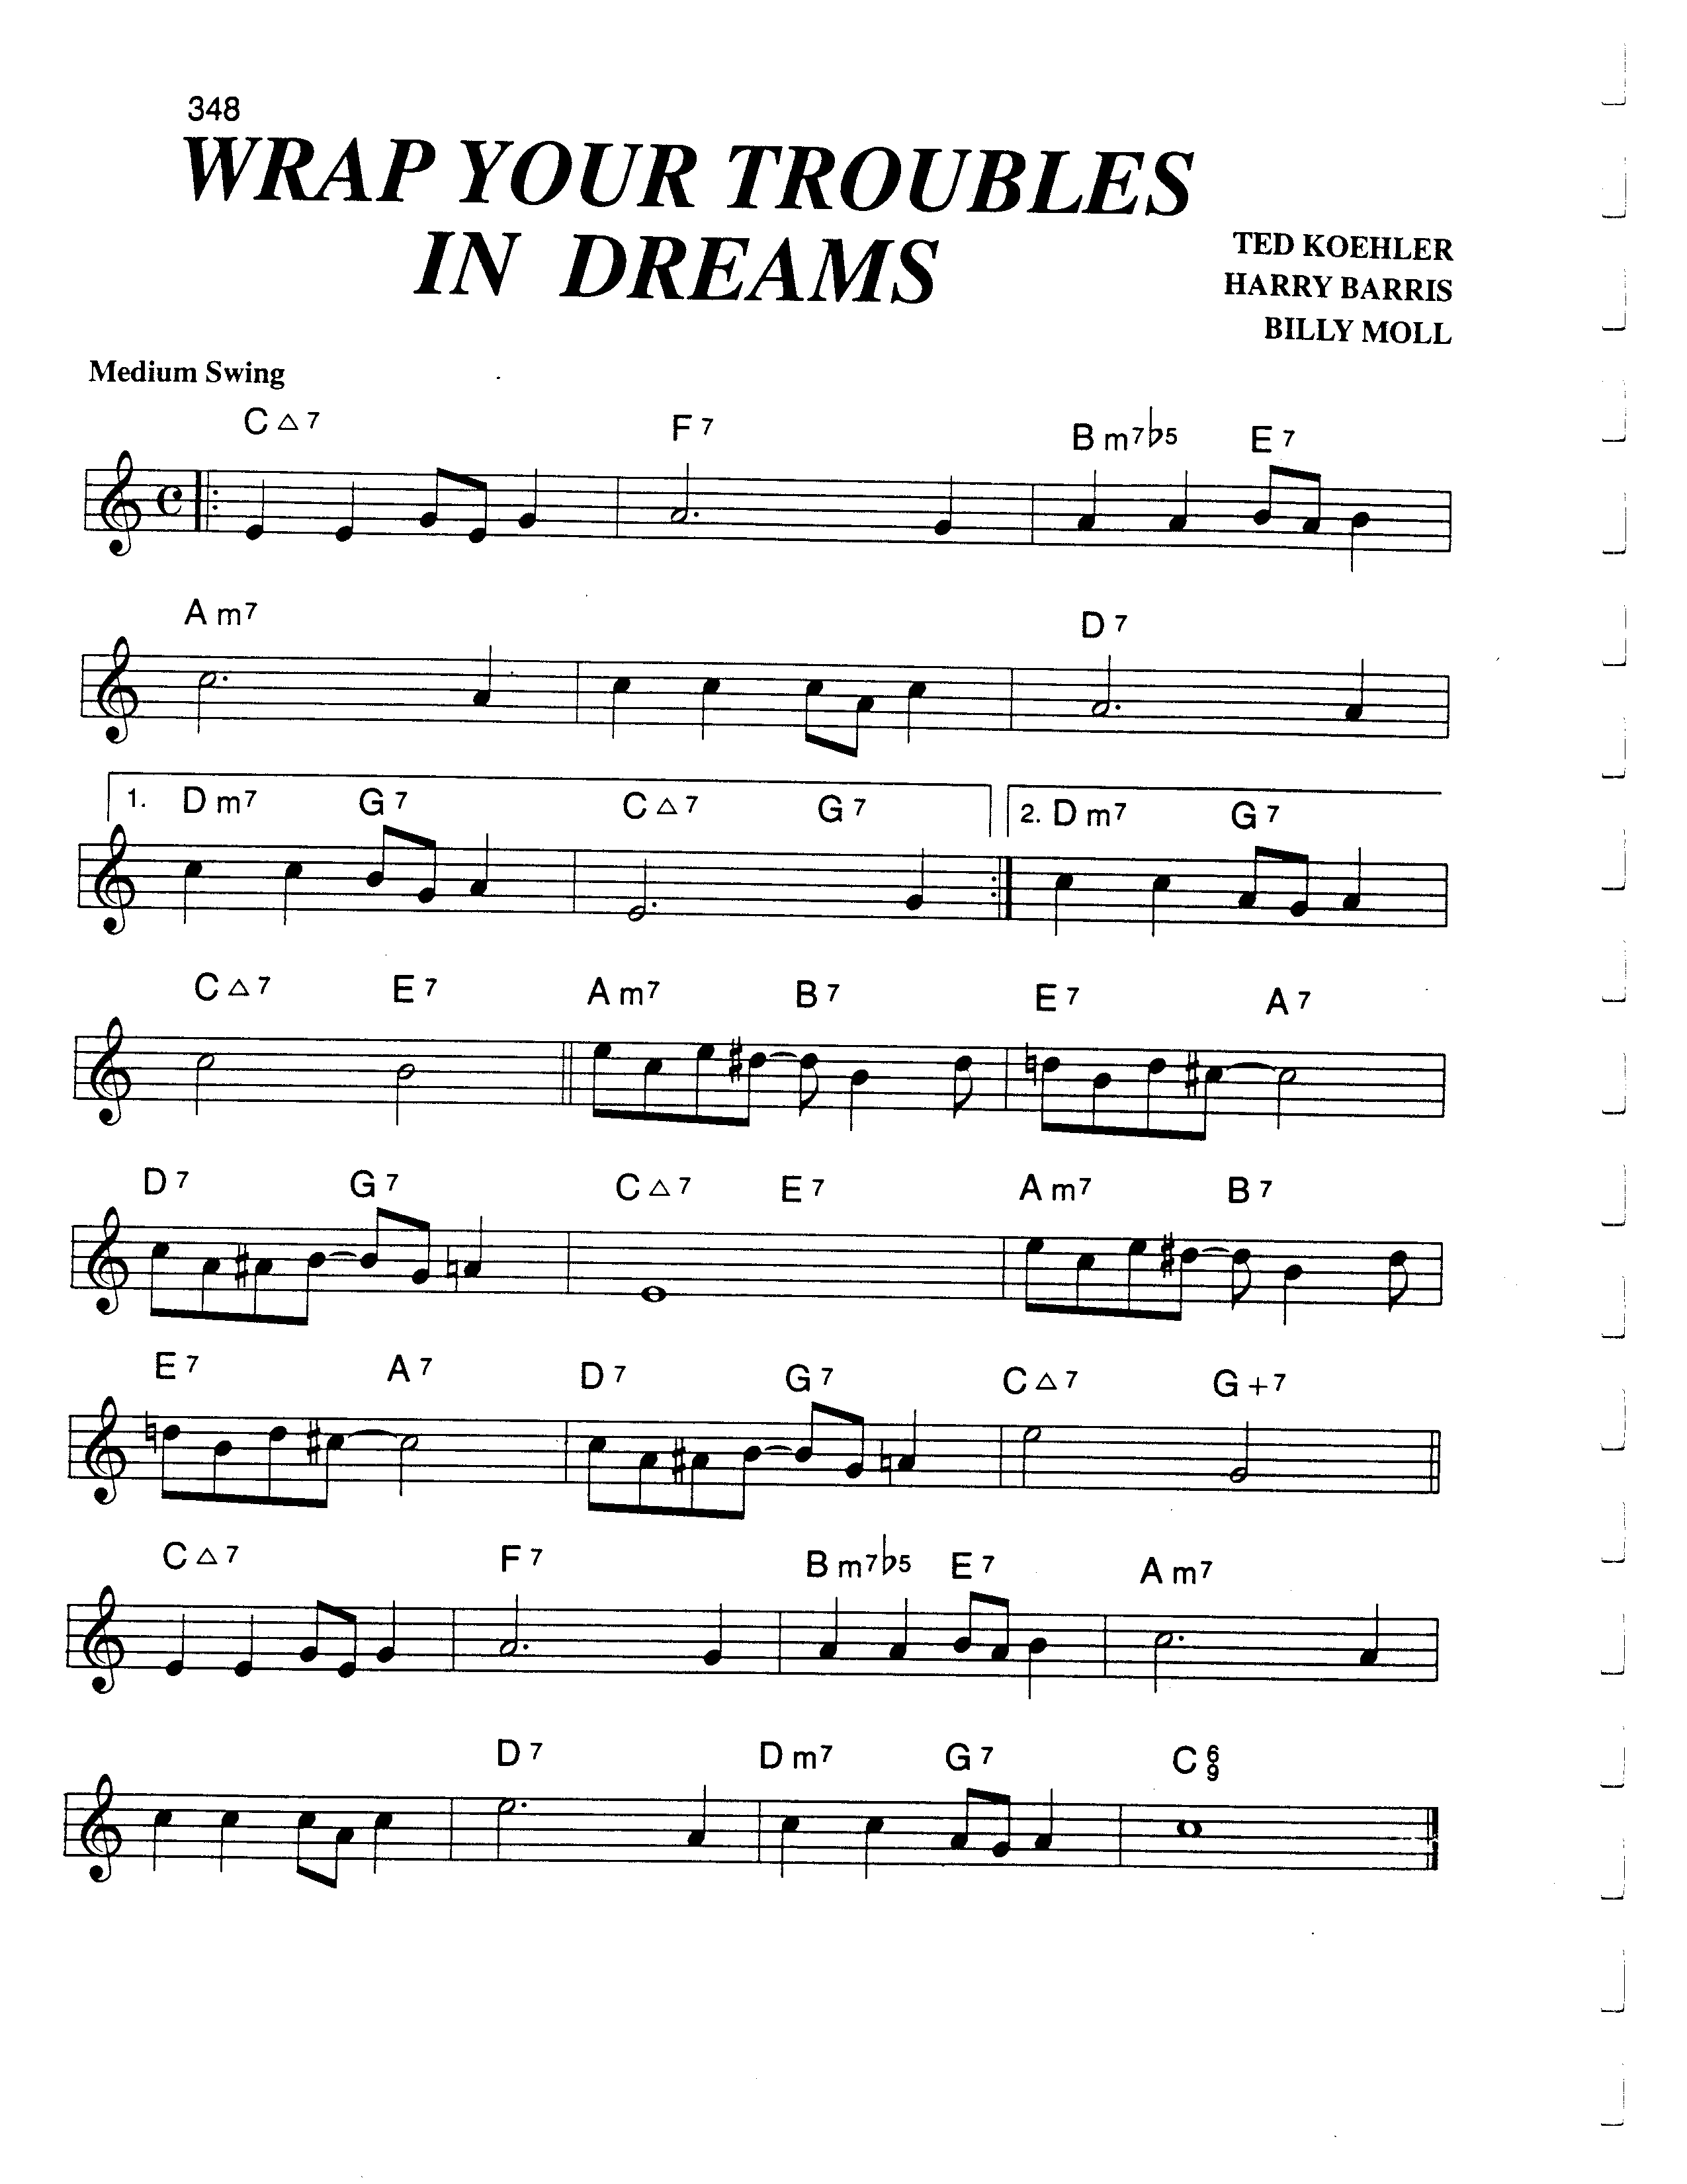 348
WRAP YOUR TROUBLES
IN DREAMS
TED KOEHLER
HARRY BARRIS
BILLY MOLL
Medium Swing
C△7 F7 Bm7♭5 E7
Am7 D7
1. Dm7 G7 C△7 G7 2. Dm7 G7
C△7 E7 Am7 B7 E7 A7
D7 G7 C△7 E7 Am7 B7
E7 A7 D7 G7 C△7 G+7
C△7 F7 Bm7♭5 E7 Am7
D7 Dm7 G7 C6/9